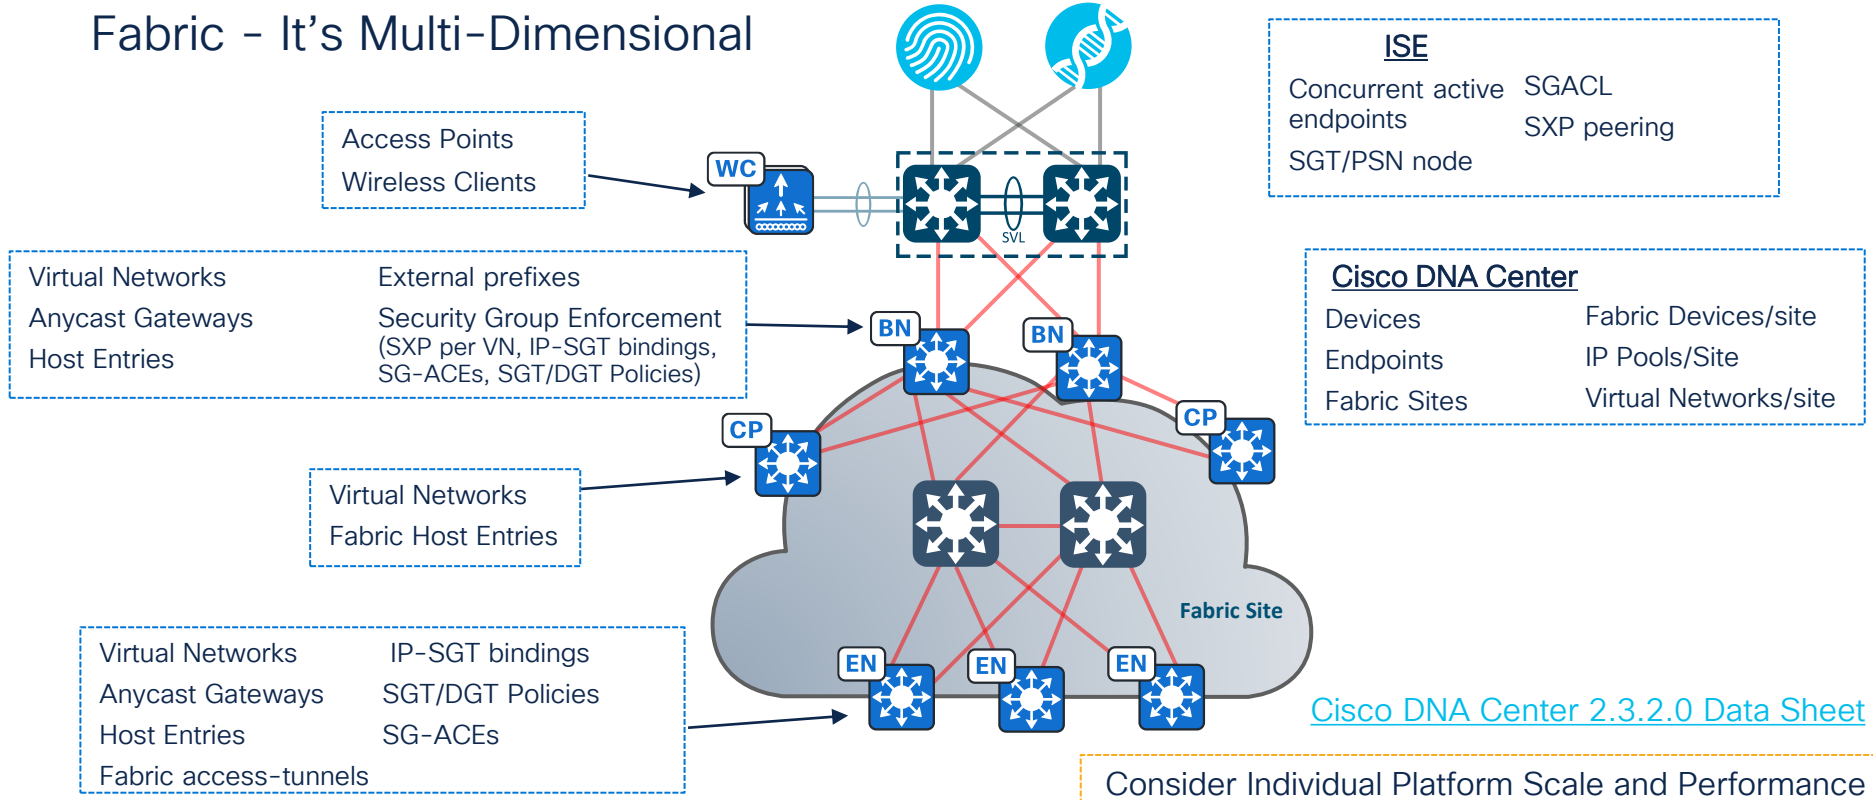 Fabric - It's Multi-Dimensional
ISE
Concurrent active
endpoints
SGT/PSN node
SGACL
SXP peering
Access Points
Wireless Clients
WC
SVL
Virtual Networks
Anycast Gateways
Host Entries
External prefixes
Security Group Enforcement
(SXP per VN, IP-SGT bindings,
SG-ACEs, SGT/DGT Policies)
BN
BN
Cisco DNA Center
Devices
Endpoints
Fabric Sites
Fabric Devices/site
IP Pools/Site
Virtual Networks/site
CP
CP
Virtual Networks
Fabric Host Entries
Fabric Site
Virtual Networks
Anycast Gateways
Host Entries
Fabric access-tunnels
IP-SGT bindings
SGT/DGT Policies
SG-ACEs
EN
EN
EN
Cisco DNA Center 2.3.2.0 Data Sheet
Consider Individual Platform Scale and Performance